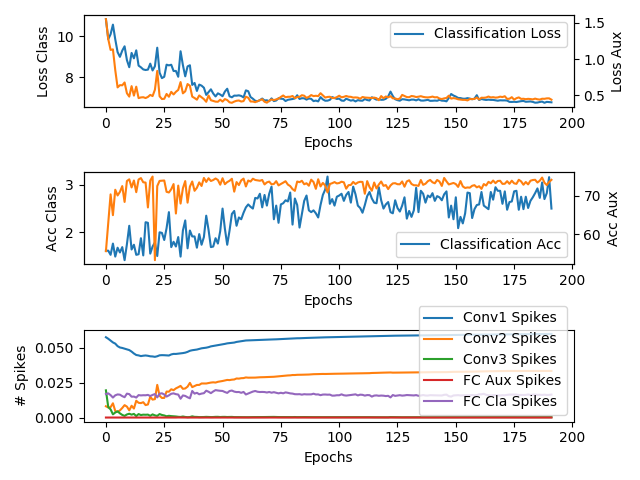 Classification Loss
10
8
1.5
1.0
0.5
Loss Class
Loss Aux
0 25 50 75 100 125 150 175 200
Epochs
3
2
70
60
Acc Class
Acc Aux
Classification Acc
0 25 50 75 100 125 150 175 200
Epochs
Conv1 Spikes
Conv2 Spikes
Conv3 Spikes
FC Aux Spikes
FC Cla Spikes
0.050
0.025
0.000
# Spikes
0 25 50 75 100 125 150 175 200
Epochs